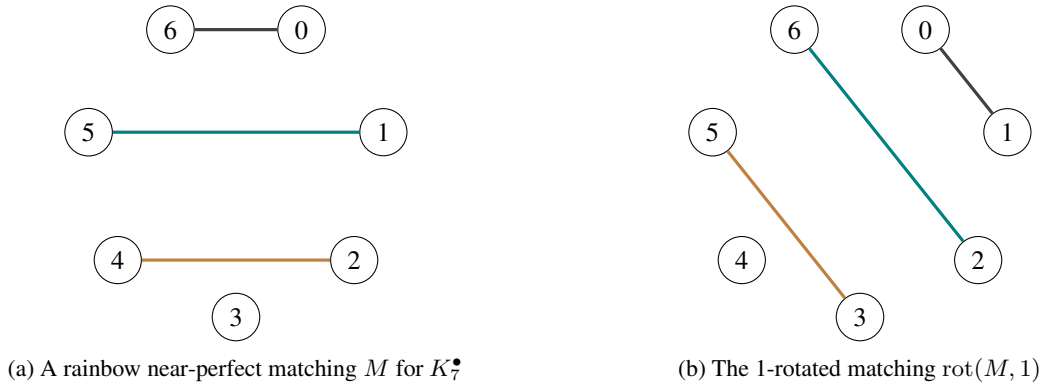 6 0 6 0
5 1 5 1
4 2 4 2
3 3
(a) A rainbow near-perfect matching M for K₇^• (b) The 1-rotated matching rot(M, 1)